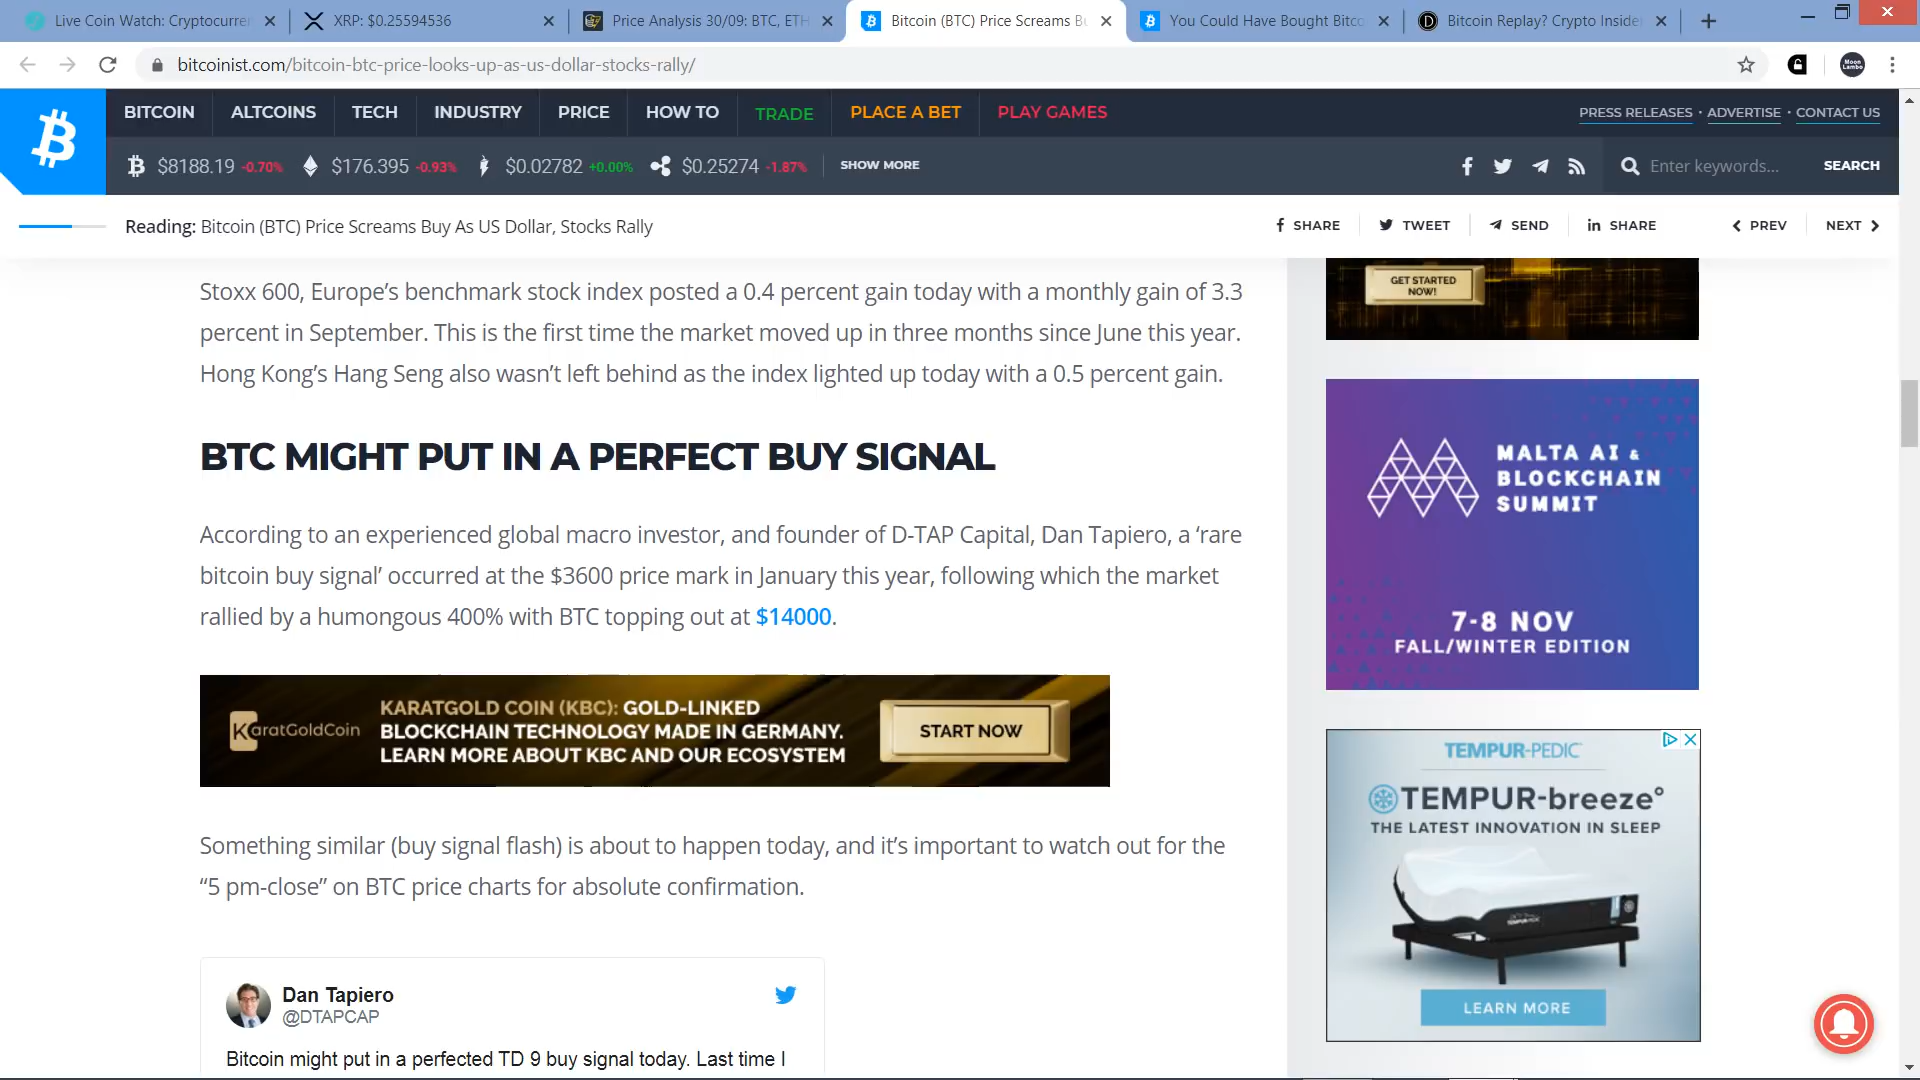 Live Coin Watch: Cryptocurren
XRP: $0.25594536
Price Analysis 30/09: BTC, ETH
Bitcoin (BTC) Price Screams Bu
You Could Have Bought Bitco
Bitcoin Replay? Crypto Inside
bitcoinist.com/bitcoin-btc-price-looks-up-as-us-dollar-stocks-rally/
Moon Lambo
BITCOIN ALTCOINS TECH INDUSTRY PRICE HOW TO TRADE PLACE A BET PLAY GAMES
PRESS RELEASES · ADVERTISE · CONTACT US
$8188.19 -0.70% $176.395 -0.93% $0.02782 +0.00% $0.25274 -1.87% SHOW MORE
Enter keywords... SEARCH
Reading: Bitcoin (BTC) Price Screams Buy As US Dollar, Stocks Rally
SHARE TWEET SEND SHARE PREV NEXT
Stoxx 600, Europe’s benchmark stock index posted a 0.4 percent gain today with a monthly gain of 3.3
percent in September. This is the first time the market moved up in three months since June this year.
Hong Kong’s Hang Seng also wasn’t left behind as the index lighted up today with a 0.5 percent gain.
BTC MIGHT PUT IN A PERFECT BUY SIGNAL
According to an experienced global macro investor, and founder of D-TAP Capital, Dan Tapiero, a ‘rare
bitcoin buy signal’ occurred at the $3600 price mark in January this year, following which the market
rallied by a humongous 400% with BTC topping out at $14000.
KaratGoldCoin
KARATGOLD COIN (KBC): GOLD-LINKED
BLOCKCHAIN TECHNOLOGY MADE IN GERMANY.
LEARN MORE ABOUT KBC AND OUR ECOSYSTEM
START NOW
Something similar (buy signal flash) is about to happen today, and it’s important to watch out for the
“5 pm-close” on BTC price charts for absolute confirmation.
Dan Tapiero
@DTAPCAP
Bitcoin might put in a perfected TD 9 buy signal today. Last time I
GET STARTED
NOW!
MALTA AI &
BLOCKCHAIN
SUMMIT
7-8 NOV
FALL/WINTER EDITION
TEMPUR-PEDIC
TEMPUR-breeze°
THE LATEST INNOVATION IN SLEEP
LEARN MORE